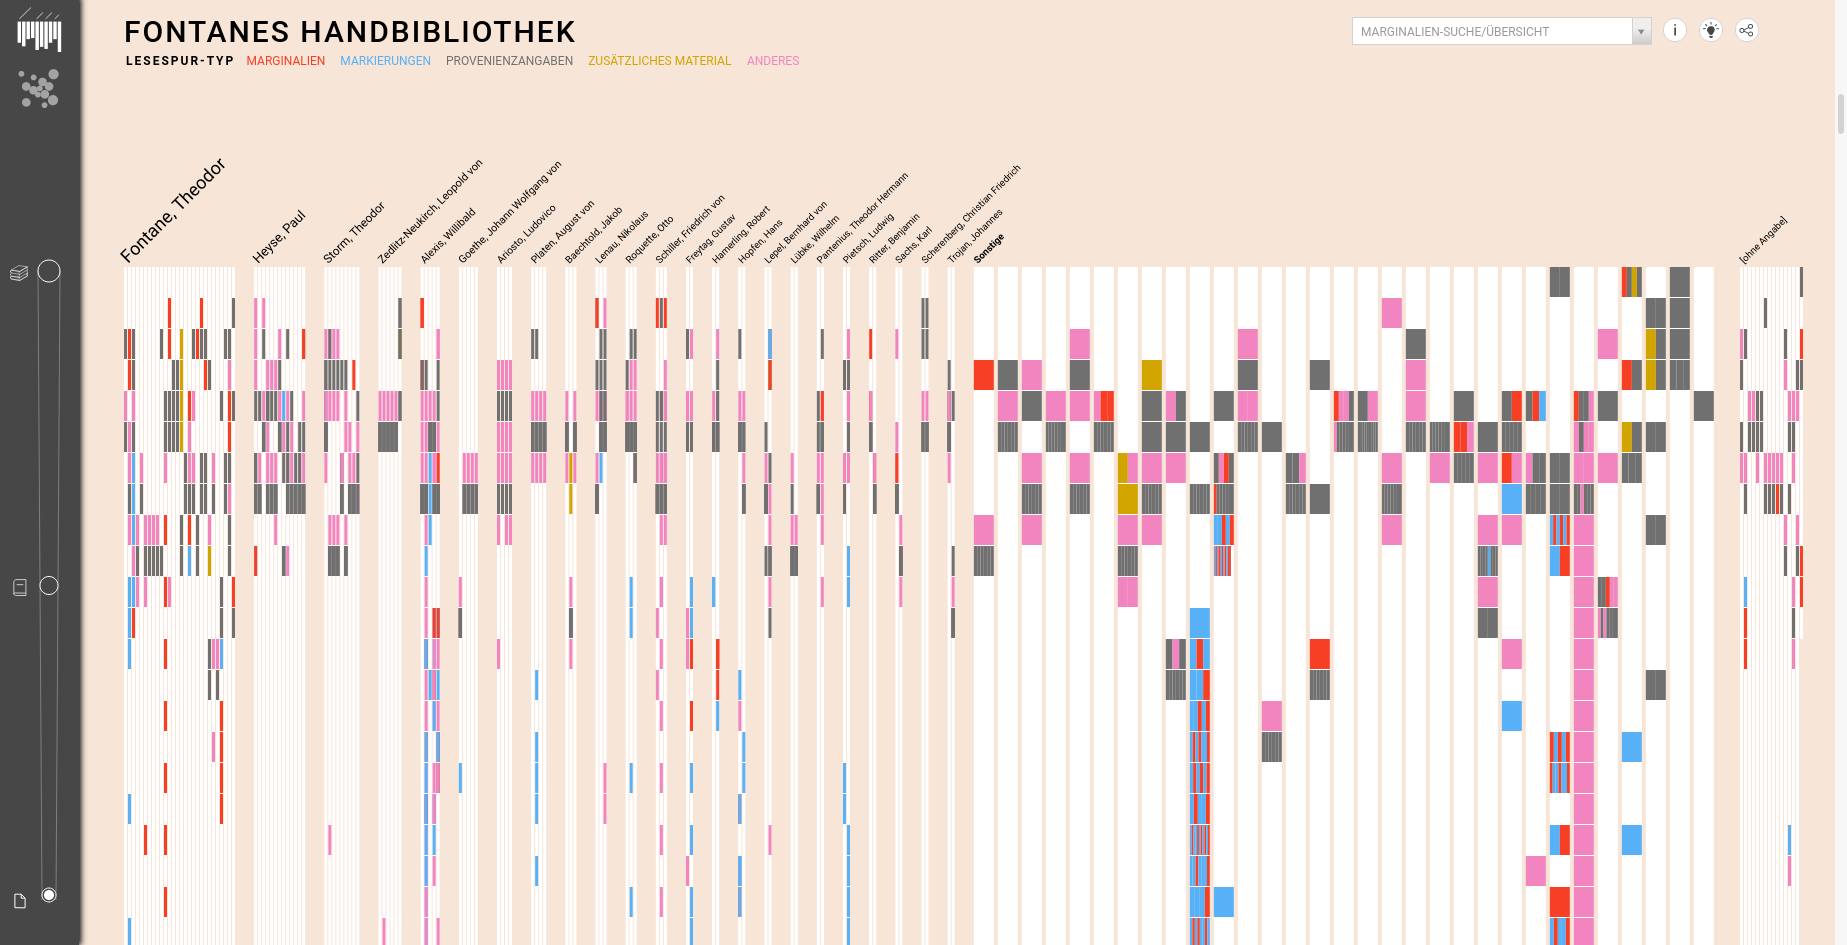 FONTANES HANDBIBLIOTHEK
MARGINALIEN-SUCHE/ÜBERSICHT
i
LESESPUR-TYP MARGINALIEN MARKIERUNGEN PROVENIENZANGABEN ZUSÄTZLICHES MATERIAL ANDERES
Fontane, Theodor
Heyse, Paul
Storm, Theodor
Zedlitz-Neukirch, Leopold von
Alexis, Willibald
Goethe, Johann Wolfgang von
Ariosto, Ludovico
Platen, August von
Baechtold, Jakob
Lenau, Nikolaus
Roquette, Otto
Schiller, Friedrich von
Freytag, Gustav
Hamerling, Robert
Hopfen, Hans
Lepel, Bernhard von
Lübke, Wilhelm
Pantenius, Theodor Hermann
Pietsch, Ludwig
Ritter, Benjamin
Sachs, Karl
Scherenberg, Christian Friedrich
Trojan, Johannes
Sonstige
[ohne Angabe]